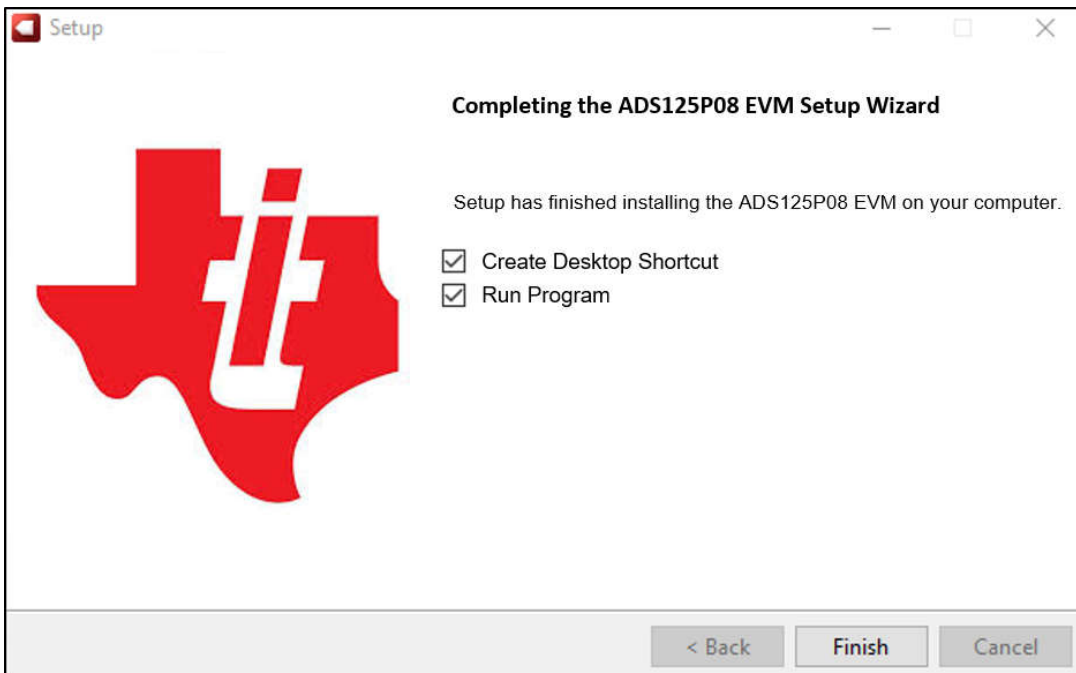 Setup
Completing the ADS125P08 EVM Setup Wizard
Setup has finished installing the ADS125P08 EVM on your computer.
Create Desktop Shortcut
Run Program
< Back
Finish
Cancel